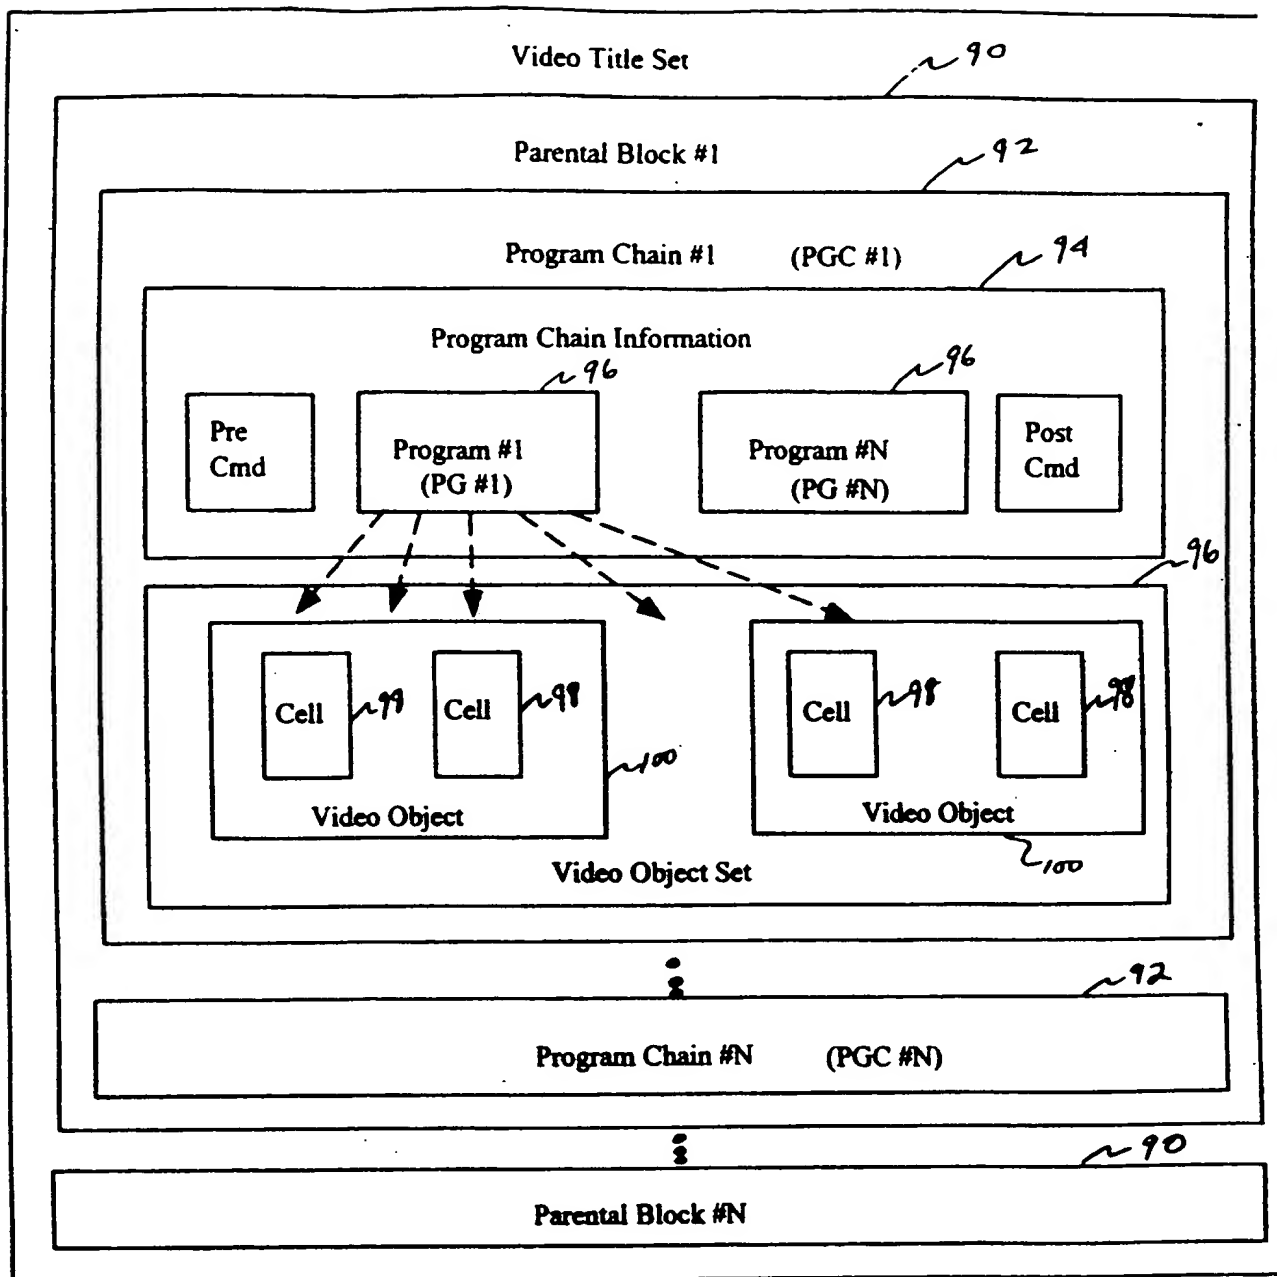 Video Title Set
90
Parental Block #1
92
Program Chain #1 (PGC #1)
94
Program Chain Information
96
96
Pre
Cmd
Program #1
(PG #1)
Program #N
(PG #N)
Post
Cmd
96
Cell
98
Cell
98
Cell
98
Cell
98
100
Video Object
Video Object
100
Video Object Set
92
Program Chain #N (PGC #N)
90
Parental Block #N